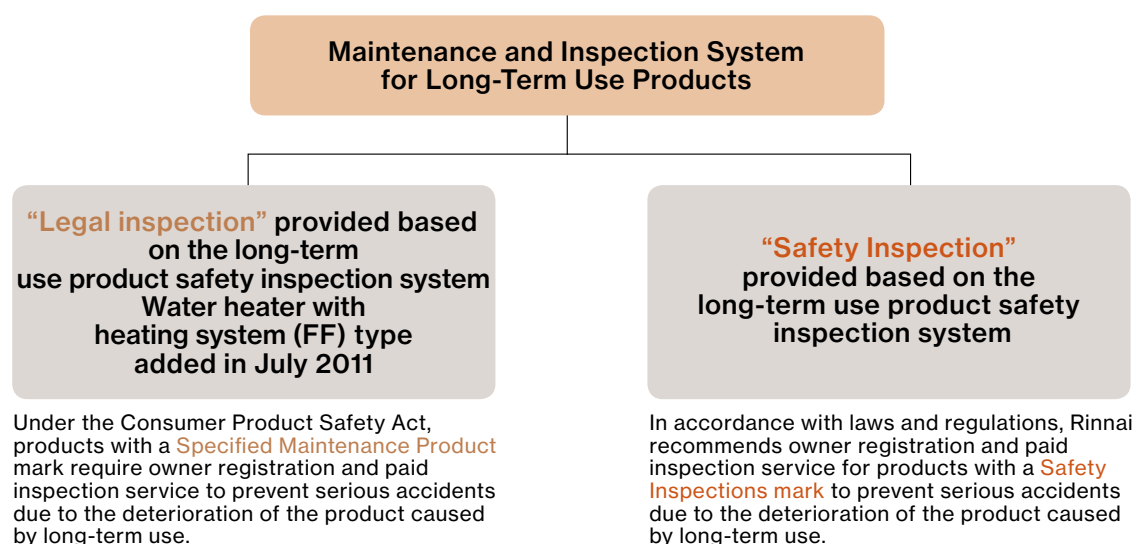 Maintenance and Inspection System
for Long-Term Use Products
“Legal inspection” provided based
on the long-term
use product safety inspection system
Water heater with
heating system (FF) type
added in July 2011
Under the Consumer Product Safety Act,
products with a Specified Maintenance Product
mark require owner registration and paid
inspection service to prevent serious accidents
due to the deterioration of the product caused
by long-term use.
“Safety Inspection”
provided based on the
long-term use product safety
inspection system
In accordance with laws and regulations, Rinnai
recommends owner registration and paid
inspection service for products with a Safety
Inspections mark to prevent serious accidents
due to the deterioration of the product caused
by long-term use.